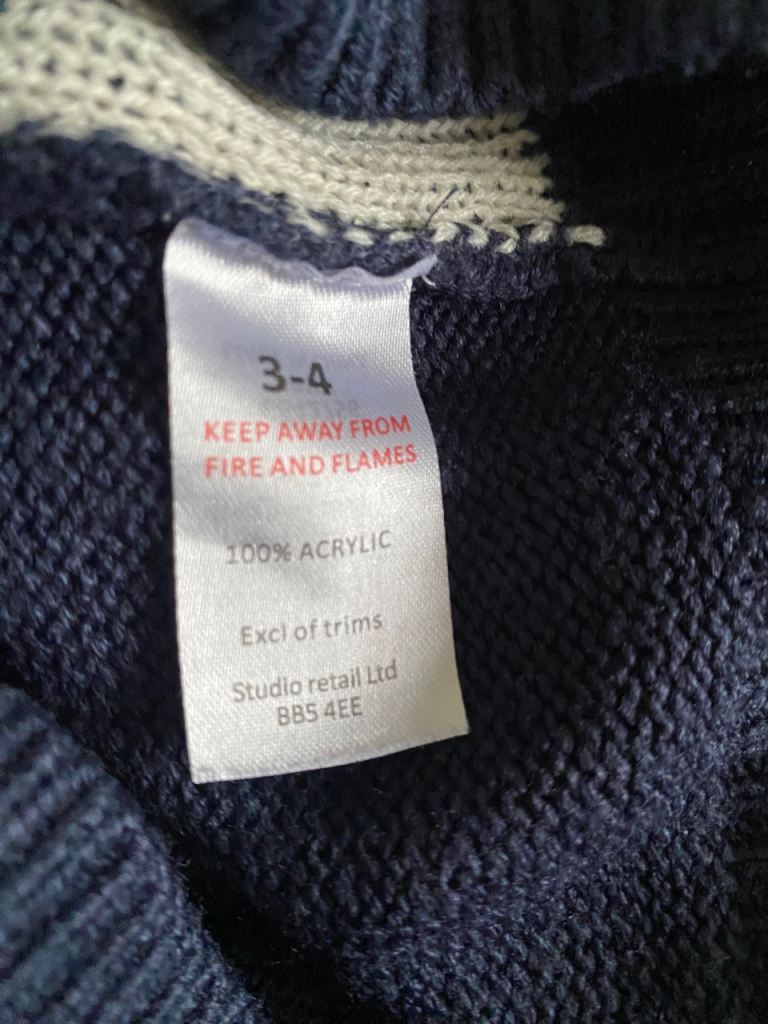 3-4
KEEP AWAY FROM
FIRE AND FLAMES
100% ACRYLIC
Excl of trims
Studio retail Ltd
BB5 4EE